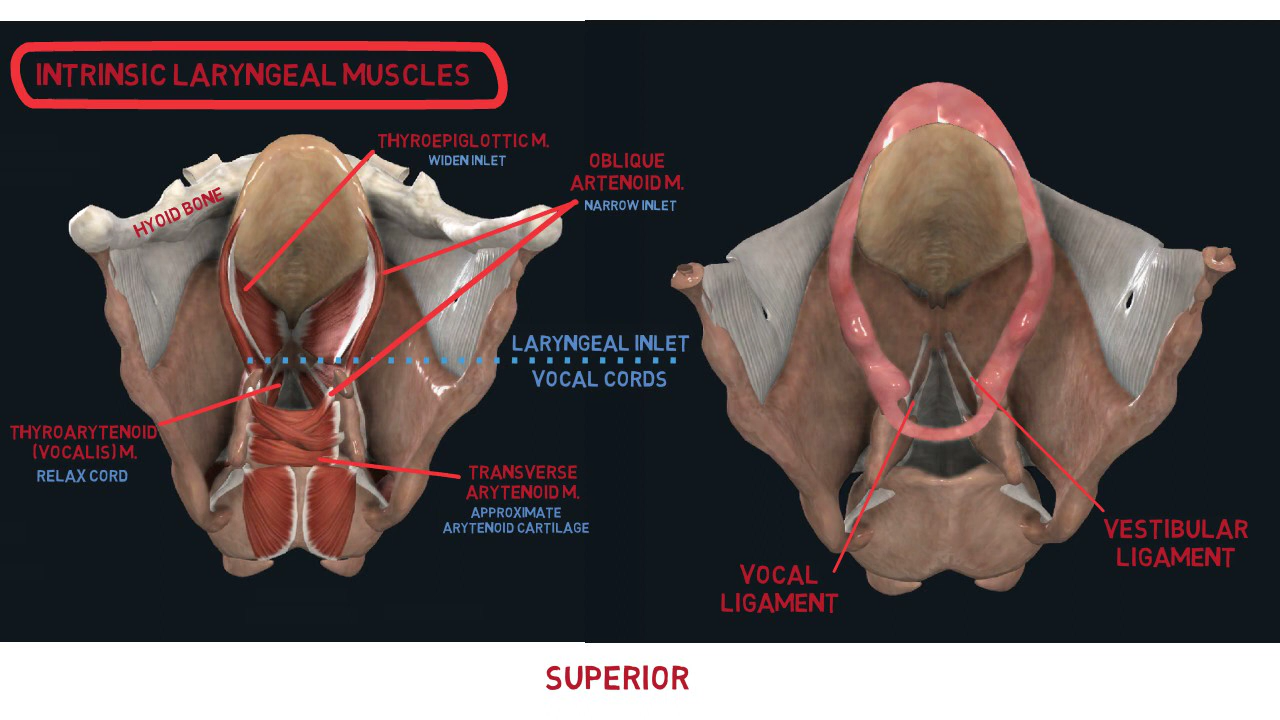 INTRINSIC LARYNGEAL MUSCLES
THYROEPIGLOTTIC M.
WIDEN INLET
OBLIQUE
ARTENOID M.
NARROW INLET
HYOID BONE
LARYNGEAL INLET
VOCAL CORDS
THYROARYTENOID
(VOCALIS) M.
RELAX CORD
TRANSVERSE
ARYTENOID M.
APPROXIMATE
ARYTENOID CARTILAGE
VESTIBULAR
LIGAMENT
VOCAL
LIGAMENT
SUPERIOR